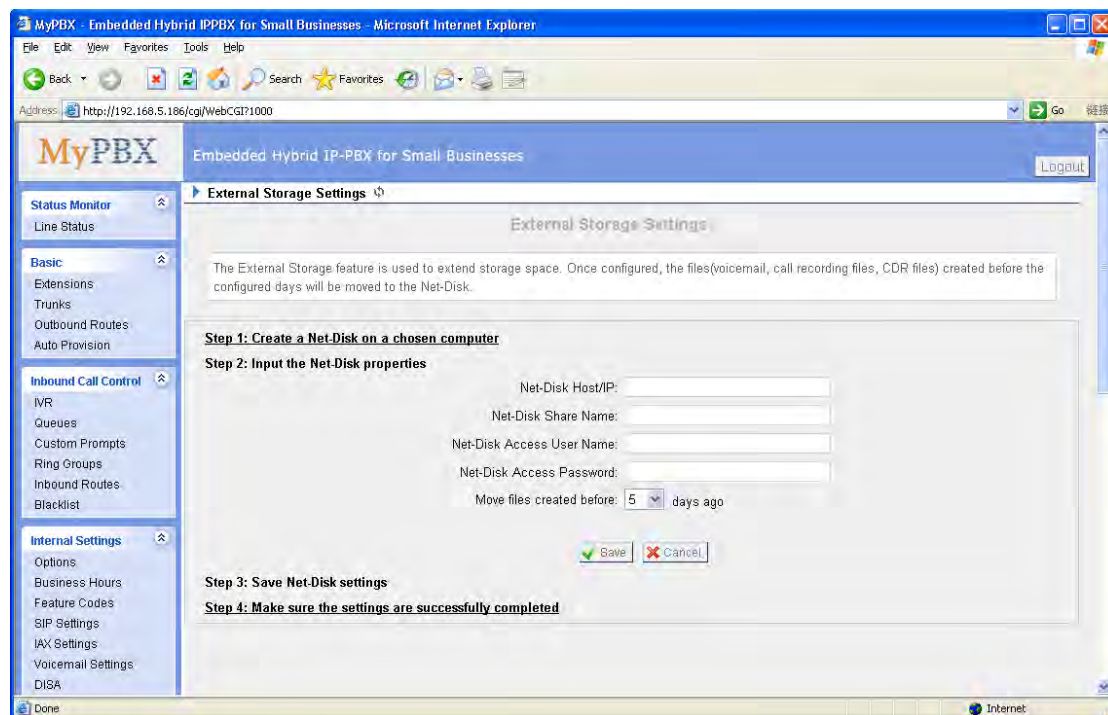 MyPBX - Embedded Hybrid IPPBX for Small Businesses - Microsoft Internet Explorer
File Edit View Favorites Tools Help
Back Search Favorites
Address http://192.168.5.186/cgi/WebCGI?1000 Go 链接
MyPBX
Embedded Hybrid IP-PBX for Small Businesses
Logout
Status Monitor
Line Status
Basic
Extensions
Trunks
Outbound Routes
Auto Provision
Inbound Call Control
IVR
Queues
Custom Prompts
Ring Groups
Inbound Routes
Blacklist
Internal Settings
Options
Business Hours
Feature Codes
SIP Settings
IAX Settings
Voicemail Settings
DISA
External Storage Settings
External Storage Settings
The External Storage feature is used to extend storage space. Once configured, the files(voicemail, call recording files, CDR files) created before the
configured days will be moved to the Net-Disk.
Step 1: Create a Net-Disk on a chosen computer
Step 2: Input the Net-Disk properties
Net-Disk Host/IP:
Net-Disk Share Name:
Net-Disk Access User Name:
Net-Disk Access Password:
Move files created before: 5 days ago
Save Cancel
Step 3: Save Net-Disk settings
Step 4: Make sure the settings are successfully completed
Done Internet